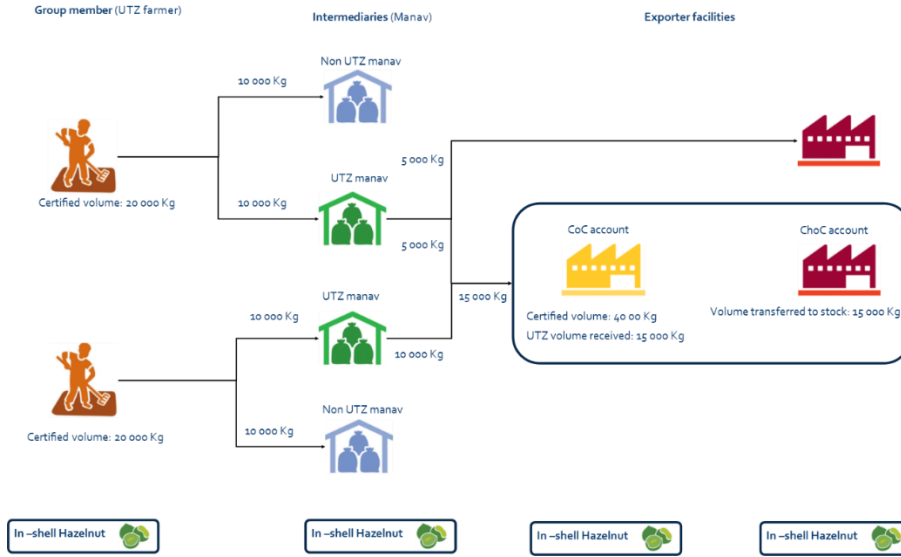 Group member (UTZ farmer)
Intermediaries (Manav)
Exporter facilities
Non UTZ manav
10 000 Kg
5 000 Kg
UTZ manav
10 000 Kg
Certified volume: 20 000 Kg
5 000 Kg
CoC account
ChoC account
UTZ manav
15 000 Kg
10 000 Kg
Certified volume: 40 00 Kg
Volume transferred to stock: 15 000 Kg
UTZ volume received: 15 000 Kg
10 000 Kg
Non UTZ manav
10 000 Kg
Certified volume: 20 000 Kg
In –shell Hazelnut
In –shell Hazelnut
In –shell Hazelnut
In –shell Hazelnut